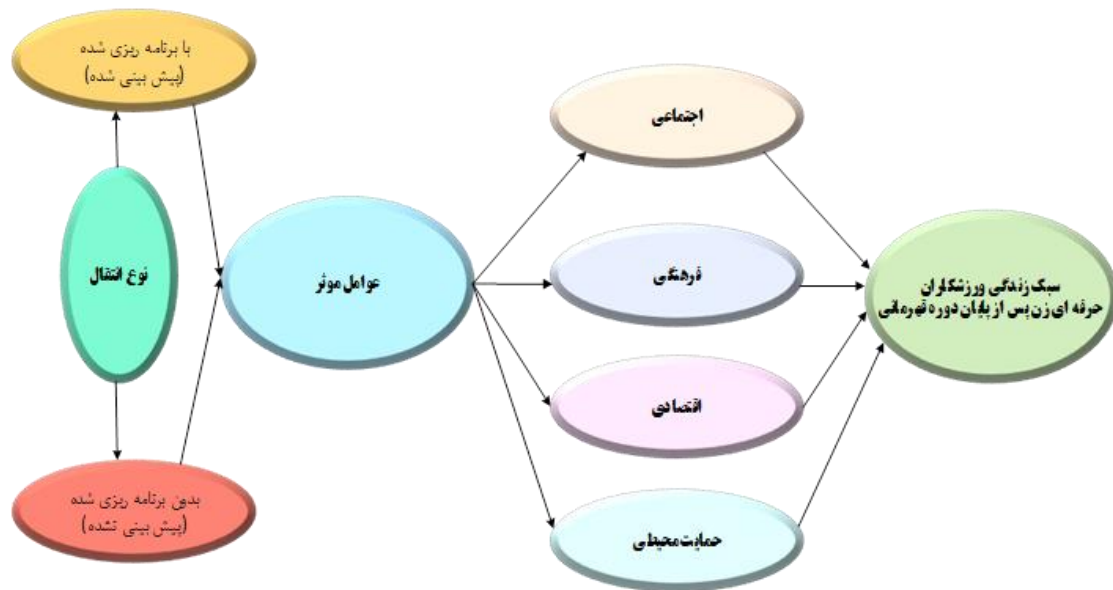 با برنامه ریزی شده
(پیش بینی شده)
نوع انتقال
بدون برنامه ریزی شده
(پیش بینی نشده)
عوامل موثر
اجتماعی
فرهنگی
اقتصادی
حمایت محیطی
سبک زندگی ورزشکاران
حرفه ای زن پس از پایان دوره قهرمانی